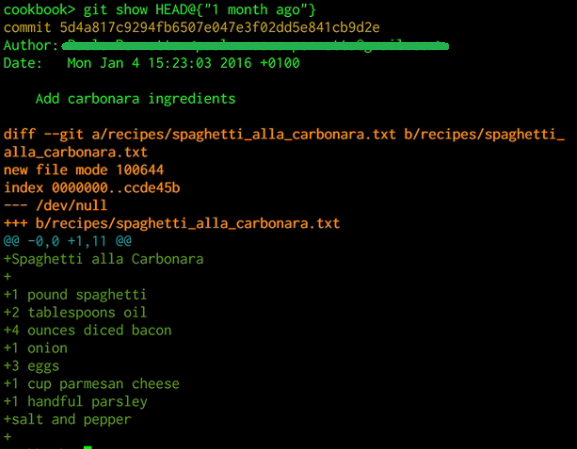 cookbook> git show HEAD@{"1 month ago"}
commit 5d4a817c9294fb6507e047e3f02dd5e841cb9d2e
Author:
Date:   Mon Jan 4 15:23:03 2016 +0100
    Add carbonara ingredients
diff --git a/recipes/spaghetti_alla_carbonara.txt b/recipes/spaghetti_
alla_carbonara.txt
new file mode 100644
index 0000000..ccde45b
--- /dev/null
+++ b/recipes/spaghetti_alla_carbonara.txt
@@ -0,0 +1,11 @@
+Spaghetti alla Carbonara
+
+1 pound spaghetti
+2 tablespoons oil
+4 ounces diced bacon
+1 onion
+3 eggs
+1 cup parmesan cheese
+1 handful parsley
+salt and pepper
+